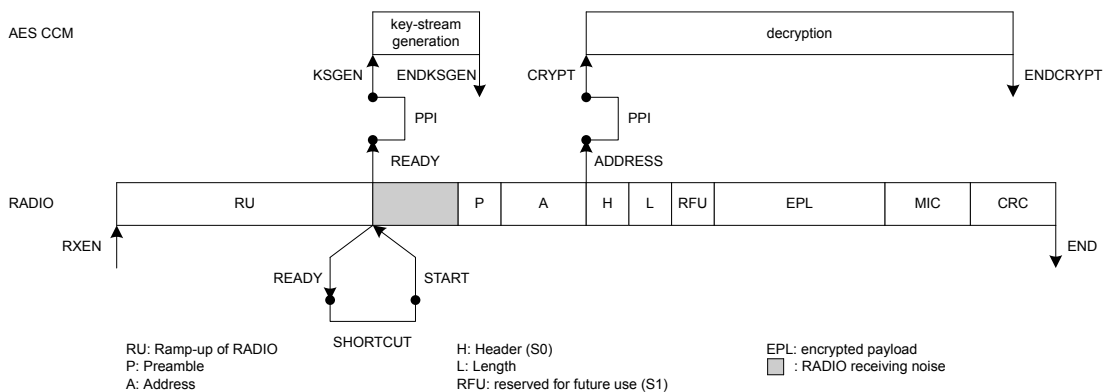 AES CCM
key-stream
generation
decryption
KSGEN
ENDKSGEN
CRYPT
ENDCRYPT
PPI
PPI
READY
ADDRESS
RADIO
RU
P
A
H
L
RFU
EPL
MIC
CRC
RXEN
END
READY
START
SHORTCUT
RU: Ramp-up of RADIO
P: Preamble
A: Address
H: Header (S0)
L: Length
RFU: reserved for future use (S1)
EPL: encrypted payload
: RADIO receiving noise